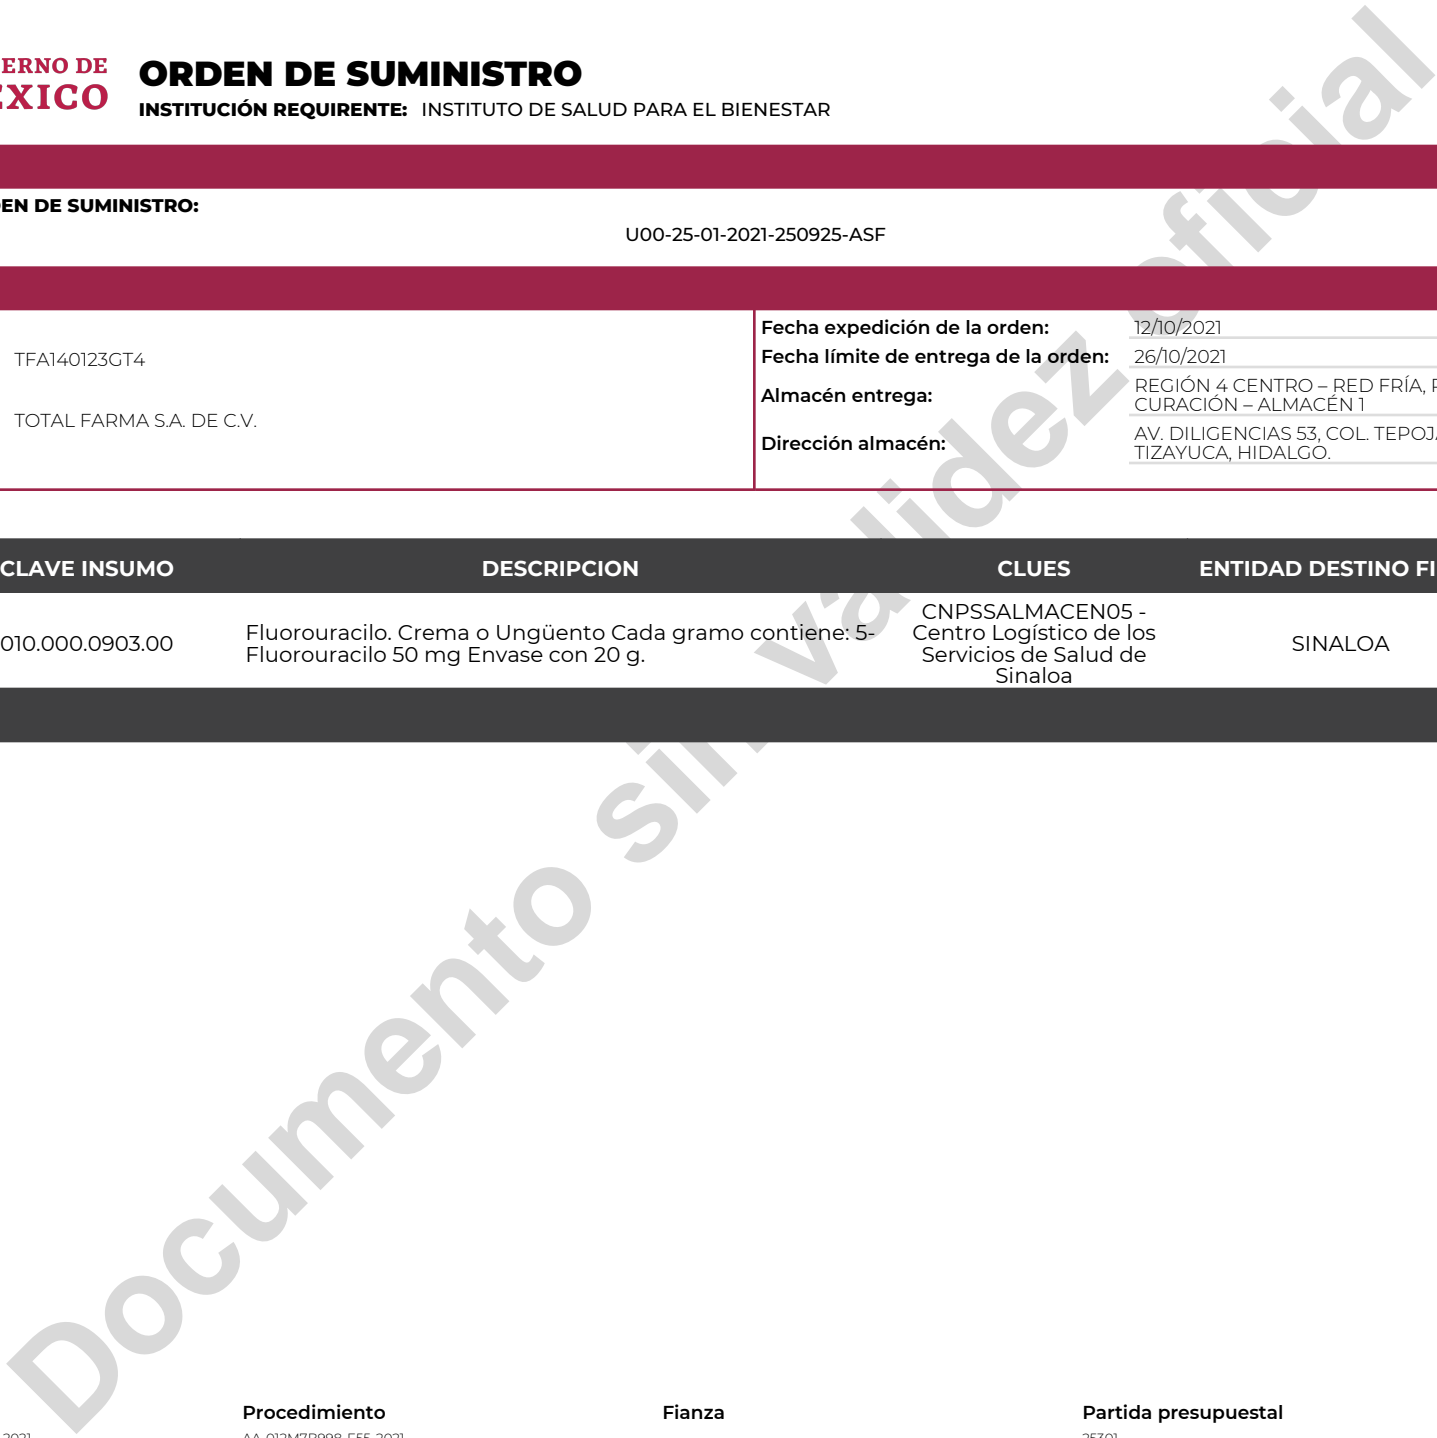 ERNO DE
ORDEN DE SUMINISTRO
INSTITUCIÓN REQUIRENTE: INSTITUTO DE SALUD PARA EL BIENESTAR
EN DE SUMINISTRO:
U00-25-01-2021-250925-ASF
TFA140123GT4
TOTAL FARMA S.A. DE C.V.
Fecha expedición de la orden: 12/10/2021
Fecha límite de entrega de la orden: 26/10/2021
Almacén entrega: REGIÓN 4 CENTRO – RED FRÍA,
CURACIÓN – ALMACÉN 1
Dirección almacén: AV. DILIGENCIAS 53, COL.
TIZAYUCA, HIDALGO.
CLAVE INSUMO DESCRIPCION CLUES ENTIDAD DESTINO
010.000.0903.00
Fluorouracilo. Crema o Ungüento Cada gramo contiene: 5-
Fluorouracilo 50 mg Envase con 20 g.
CNPSSALMACEN05 -
Centro Logístico de los
Servicios de Salud de
Sinaloa
SINALOA
Documento sin validez oficial
Procedimiento Fianza Partida presupuestal